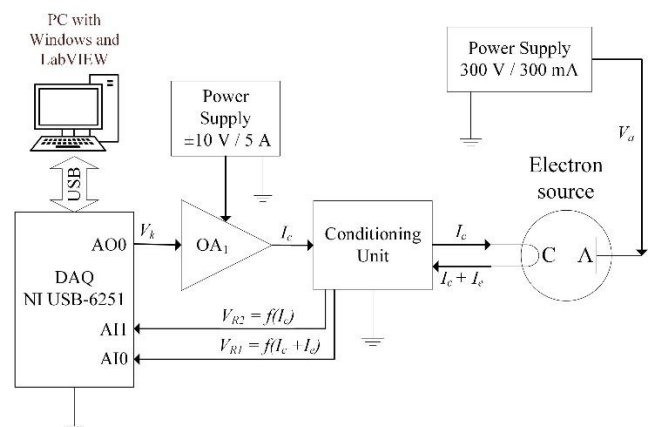 PC with
Windows and
LabVIEW
Power Supply
300 V / 300 mA
Power
Supply
±10 V / 5 A
Va
Electron
source
USB
AO0
Vk
OA1
Ic
Conditioning
Unit
Ic
C
A
Ic + Ie
DAQ
NI USB-6251
AI1
VR2 = f(Ic)
VR1 = f(Ic +Ie)
AI0